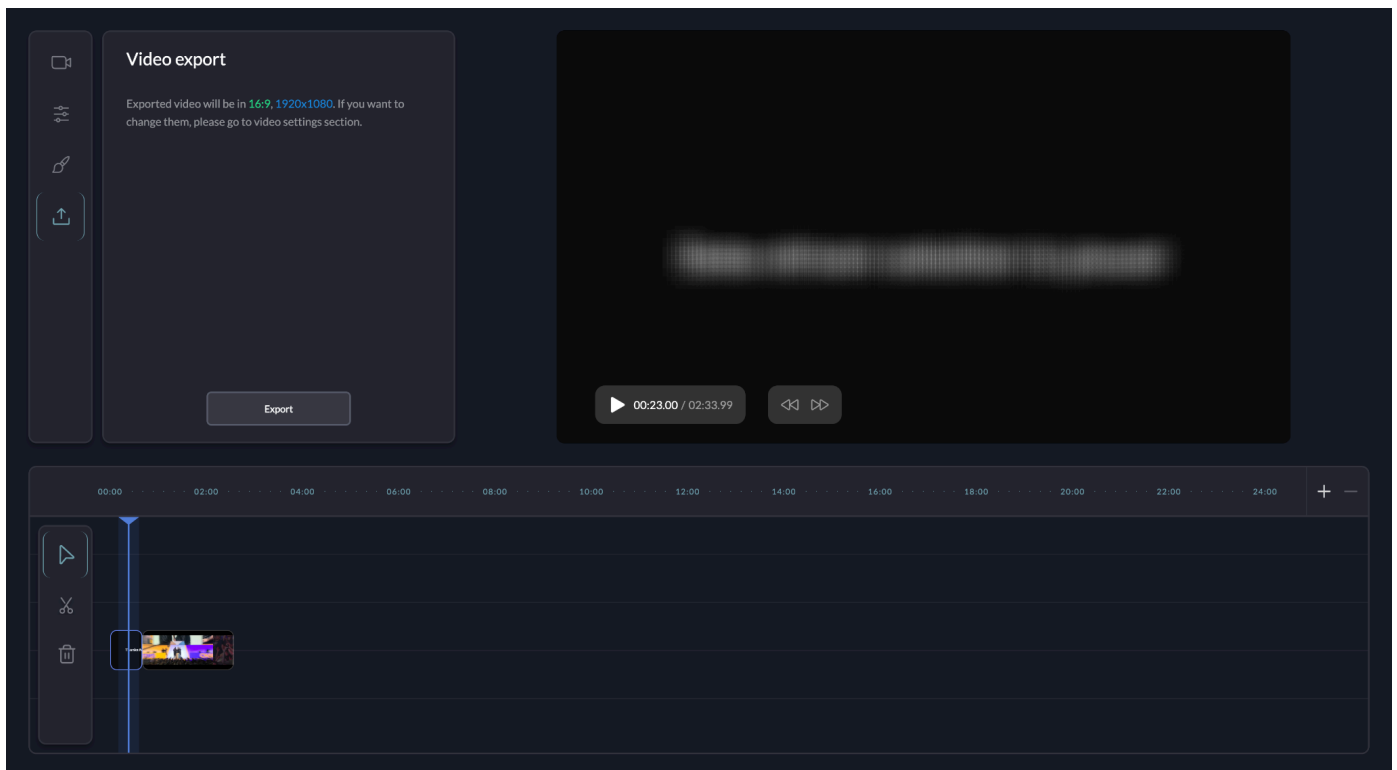 Video export
Exported video will be in 16:9, 1920x1080. If you want to
change them, please go to video settings section.
Export
00:23.00 / 02:33.99
00:00 02:00 04:00 06:00 08:00 10:00 12:00 14:00 16:00 18:00 20:00 22:00 24:00